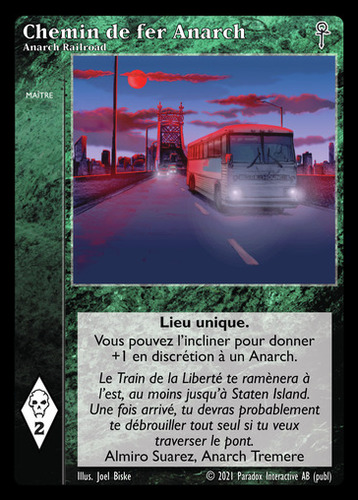 Chemin de fer Anarch
Anarch Railroad
MAÎTRE
Lieu unique.
Vous pouvez l'incliner pour donner
+1 en discrétion à un Anarch.
Le Train de la Liberté te ramènera à
l'est, au moins jusqu'à Staten Island.
Une fois arrivé, tu devras probablement
te débrouiller tout seul si tu veux
traverser le pont.
Almiro Suarez, Anarch Tremere
2
Illus. Joel Biske
© 2021 Paradox Interactive AB (publ)